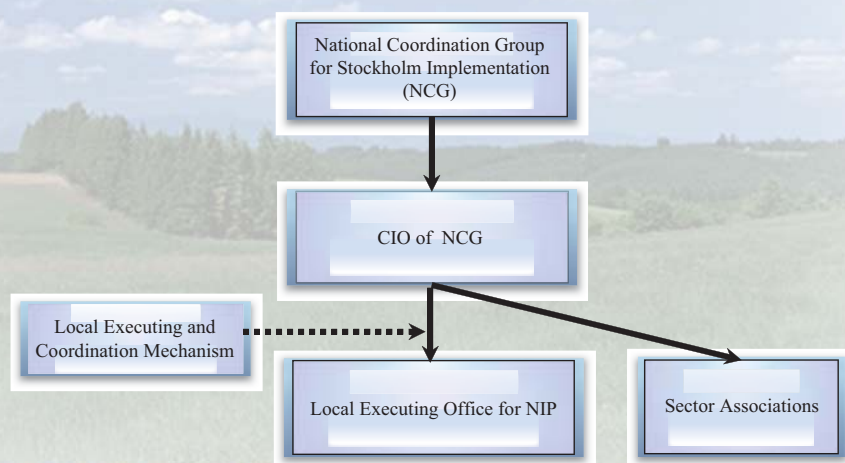 National Coordination Group
for Stockholm Implementation
(NCG)
CIO of NCG
Local Executing and
Coordination Mechanism
Local Executing Office for NIP
Sector Associations